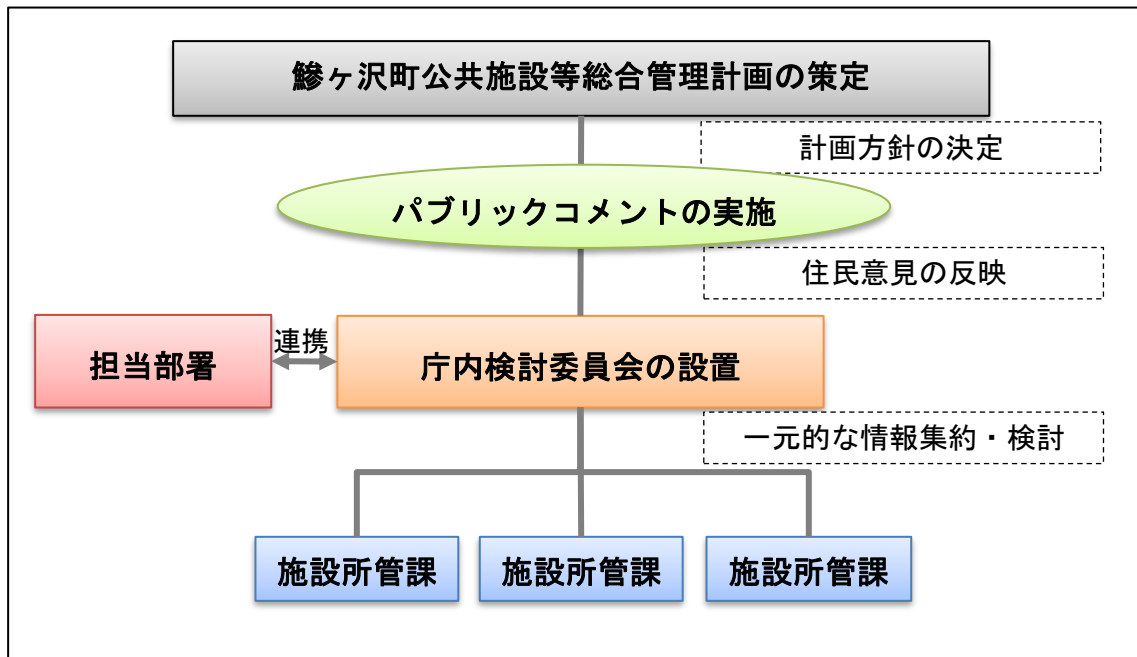 鰺ヶ沢町公共施設等総合管理計画の策定
計画方針の決定
パブリックコメントの実施
住民意見の反映
担当部署
連携
庁内検討委員会の設置
一元的な情報集約・検討
施設所管課
施設所管課
施設所管課